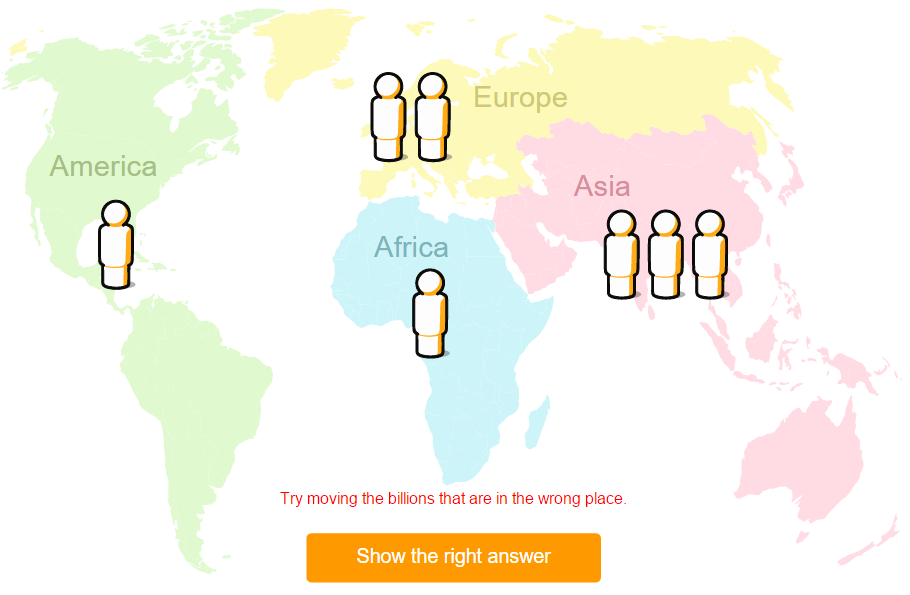 Europe
America
Asia
Africa
Try moving the billions that are in the wrong place.
Show the right answer